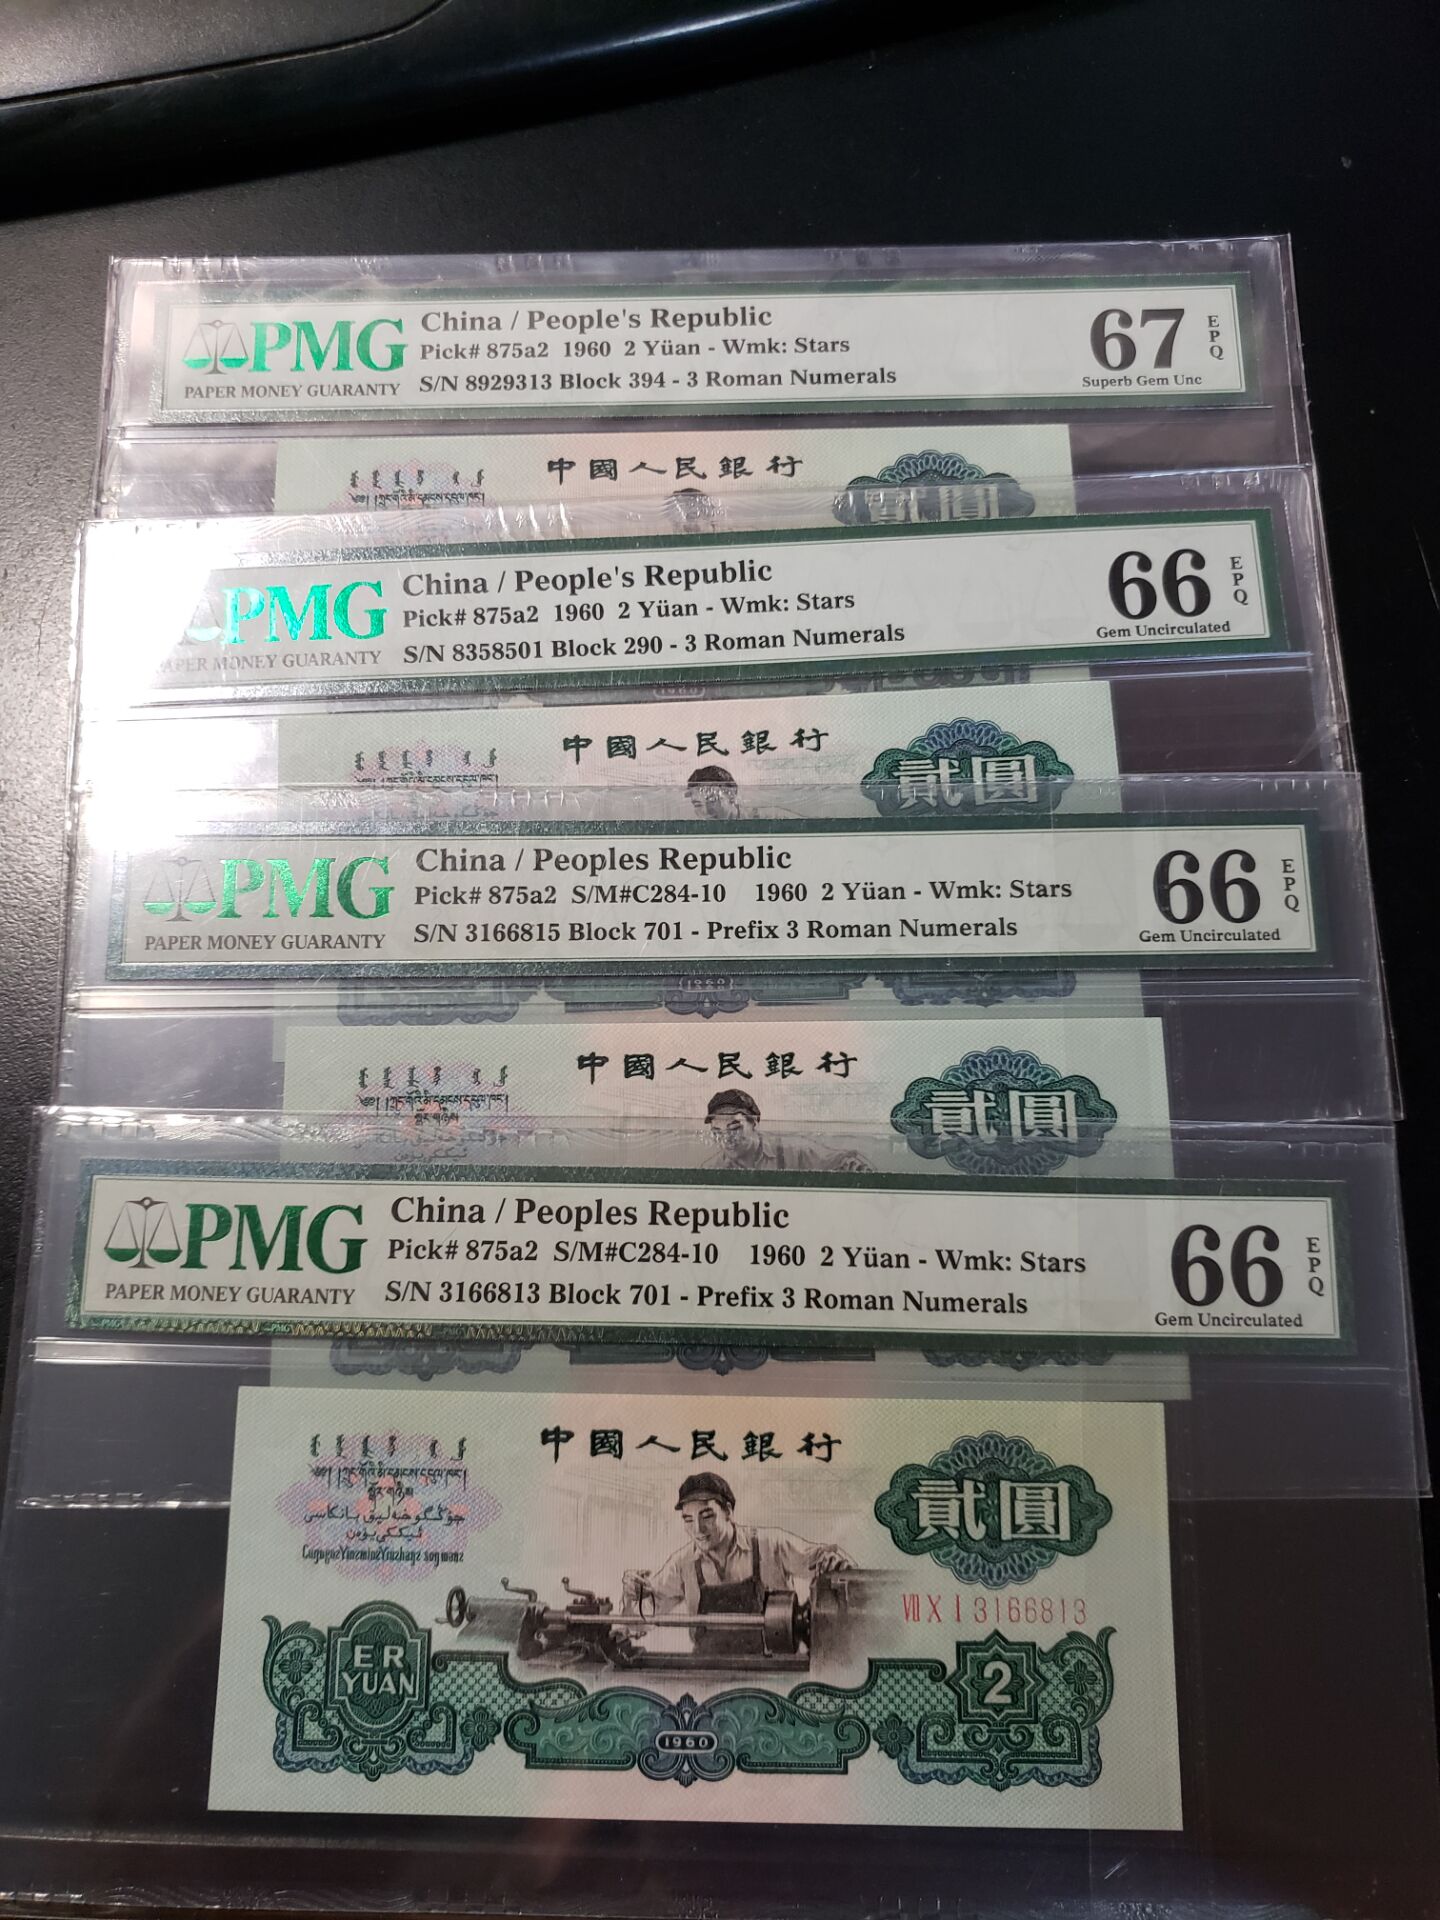 PMG
PAPER MONEY GUARANTY
China / People's Republic
Pick# 875a2 1960 2 Yüan - Wmk: Stars
S/N 8929313 Block 394 - 3 Roman Numerals
67
EPQ
Superb Gem Unc
中國人民銀行
貳圓
PMG
PAPER MONEY GUARANTY
China / People's Republic
Pick# 875a2 1960 2 Yüan - Wmk: Stars
S/N 8358501 Block 290 - 3 Roman Numerals
66
EPQ
Gem Uncirculated
1960
中國人民銀行
貳圓
PMG
PAPER MONEY GUARANTY
China / Peoples Republic
Pick# 875a2 S/M#C284-10 1960 2 Yüan - Wmk: Stars
S/N 3166815 Block 701 - Prefix 3 Roman Numerals
66
EPQ
Gem Uncirculated
1960
中國人民銀行
貳圓
PMG
PAPER MONEY GUARANTY
China / Peoples Republic
Pick# 875a2 S/M#C284-10 1960 2 Yüan - Wmk: Stars
S/N 3166813 Block 701 - Prefix 3 Roman Numerals
66
EPQ
Gem Uncirculated
中國人民銀行
貳圓
VII X I 3166813
ER
YUAN
2
1960